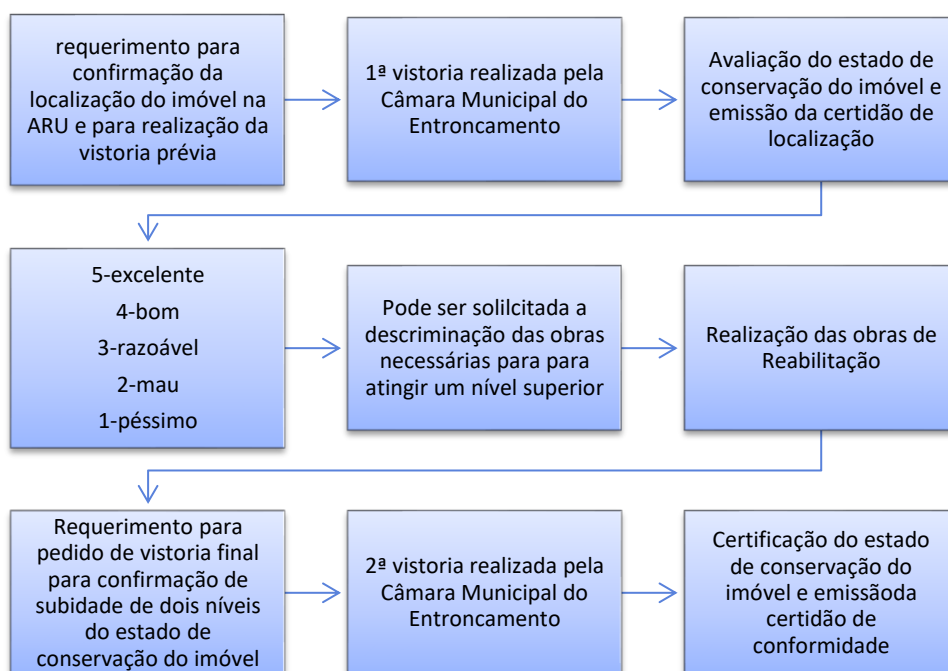 requerimento para
confirmação da
localização do imóvel na
ARU e para realização da
vistoria prévia
1ª vistoria realizada pela
Câmara Municipal do
Entroncamento
Avaliação do estado de
conservação do imóvel e
emissão da certidão de
localização
5-excelente
4-bom
3-razoável
2-mau
1-péssimo
Pode ser solilcitada a
descriminação das obras
necessárias para para
atingir um nível superior
Realização das obras de
Reabilitação
Requerimento para
pedido de vistoria final
para confirmação de
subidade de dois níveis
do estado de
conservação do imóvel
2ª vistoria realizada pela
Câmara Municipal do
Entroncamento
Certificação do estado
de conservação do
imóvel e emissãoda
certidão de
conformidade